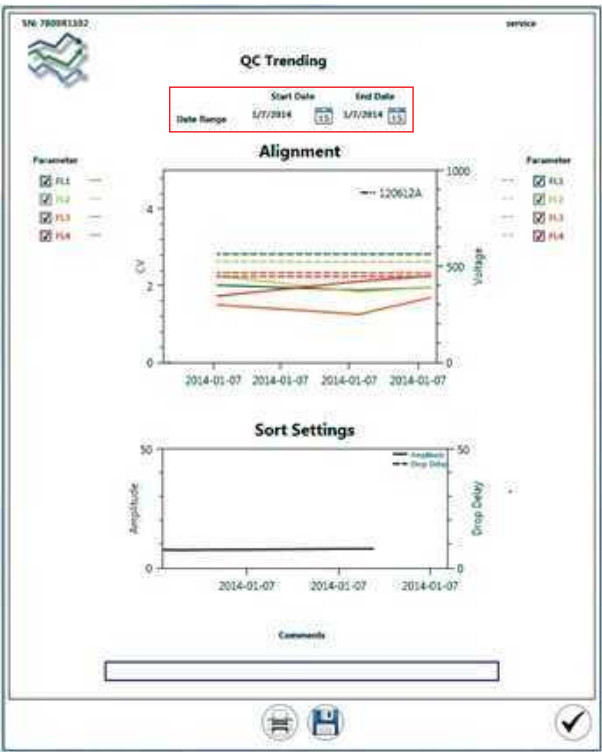 service
QC Trending
Start Date End Date
Date Range 1/7/2014 15 1/7/2014 15
Alignment
Parameter Parameter
FL1 FL1
FL2 FL2
FL3 FL3
FL4 FL4
1000
120612A
4
CV
2
500
Voltage
0 0
2014-01-07 2014-01-07 2014-01-07 2014-01-07
Sort Settings
50 50
Amplitude
Drop Delay
Amplitude
Drop Delay
0 0
2014-01-07 2014-01-07 2014-01-07
Comments